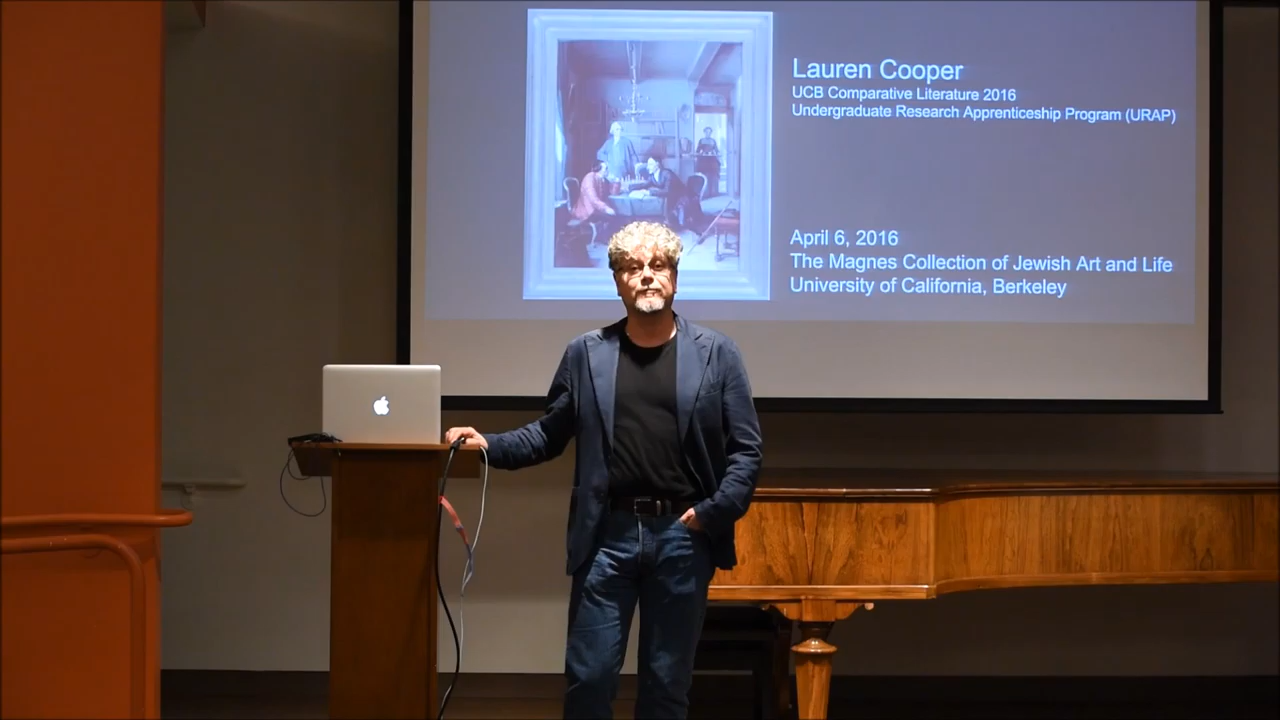 Lauren Cooper
UCB Comparative Literature 2016
Undergraduate Research Apprenticeship Program (URAP)
April 6, 2016
The Magnes Collection of Jewish Art and Life
University of California, Berkeley